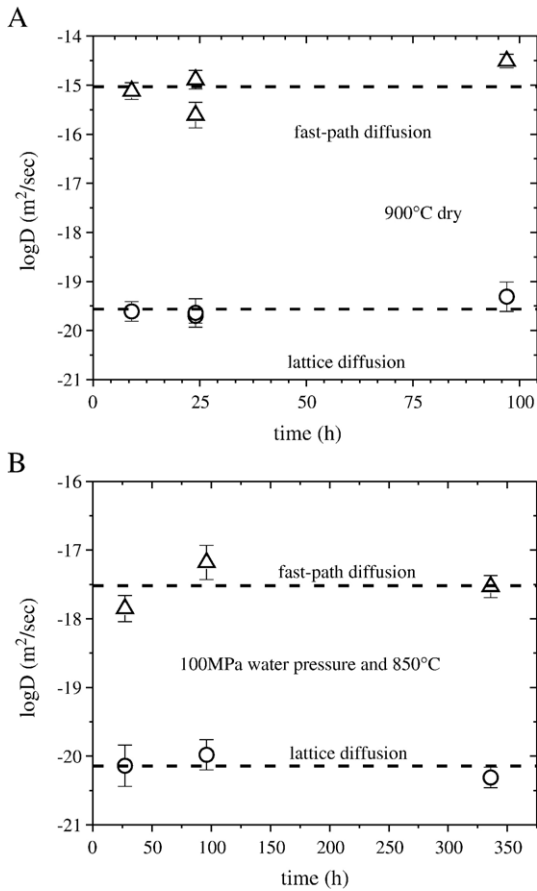 A
-14
-15
-16
-17
-18
-19
-20
-21
logD (m²/sec)
fast-path diffusion
900°C dry
lattice diffusion
0 25 50 75 100
time (h)
B
-16
-17
-18
-19
-20
-21
logD (m²/sec)
fast-path diffusion
100MPa water pressure and 850°C
lattice diffusion
0 50 100 150 200 250 300 350
time (h)